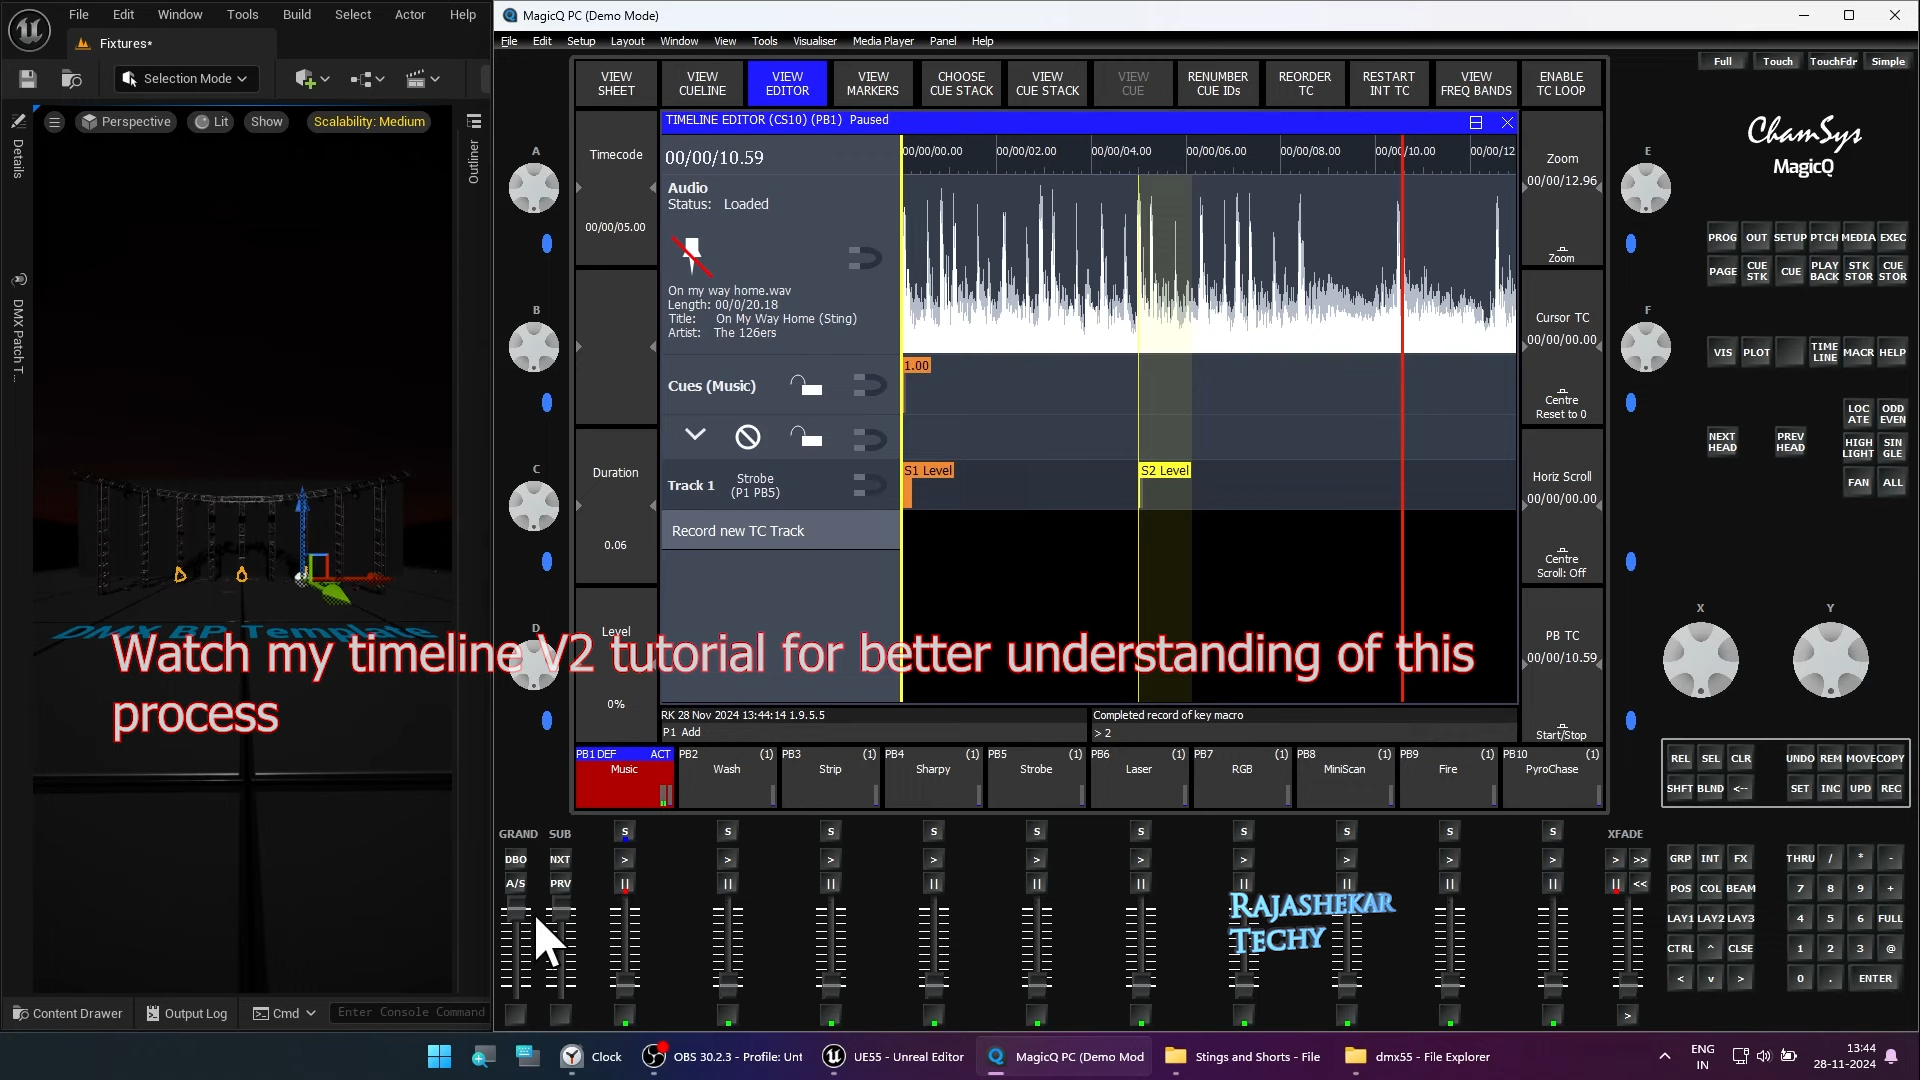 File Edit Window Tools Build Select Actor Help
Fixtures*
Selection Mode
Perspective Lit Show Scalability: Medium
Details
DMX Patch T...
Outliner
DMX BP Template
Content Drawer Output Log Cmd Enter Console Command
MagicQ PC (Demo Mode)
File Edit Setup Layout Window View Tools Visualiser Media Player Panel Help
Full Touch TouchFdr Simple
VIEW SHEET
VIEW CUELINE
VIEW EDITOR
VIEW MARKERS
CHOOSE CUE STACK
VIEW CUE STACK
VIEW CUE
RENUMBER CUE IDs
REORDER TC
RESTART INT TC
VIEW FREQ BANDS
ENABLE TC LOOP
TIMELINE EDITOR (CS10) (PB1) Paused
00/00/10.59
00/00/00.00 00/00/02.00 00/00/04.00 00/00/06.00 00/00/08.00 00/00/10.00 00/00/12
Audio
Status: Loaded
On my way home.wav
Length: 00/0/20.18
Title: On My Way Home (Sting)
Artist: The 126ers
Cues (Music)
1.00
Track 1 Strobe
(P1 PB5)
S1 Level S2 Level
Record new TC Track
A
B
C
D
Timecode
00/00/05.00
Duration
0.06
Level
0%
Zoom
00/00/12.96
Zoom
Cursor TC
00/00/00.00
Centre
Reset to 0
Horiz Scroll
00/00/00.00
Centre
Scroll: Off
PB TC
00/00/10.59
Start/Stop
E
F
X Y
ChamSys
MagicQ
PROG OUT SETUP PTCH MEDIA EXEC
PAGE CUE STK CUE PLAY BACK STK STOR CUE STOR
VIS PLOT TIME LINE MACR HELP
NEXT HEAD PREV HEAD
LOC ATE ODD EVEN
HIGH LIGHT SIN GLE
FAN ALL
Watch my timeline V2 tutorial for better understanding of this
process
RK 28 Nov 2024 13:44:14 1.9.5.5
P1 Add
Completed record of key macro
> 2
PB1 DEF ACT PB2 (1) PB3 (1) PB4 (1) PB5 (1) PB6 (1) PB7 (1) PB8 (1) PB9 (1) PB10 (1)
Music Wash Strip Sharpy Strobe Laser RGB MiniScan Fire PyroChase
REL SEL CLR UNDO REM MOVE COPY
SHFT BLND <-- SET INC UPD REC
GRAND SUB XFADE
S S S S S S S S S S
DBO NXT > > > > > > > > > > > >>
A/S PRV || || || || || || || || || || || <<
GRP INT FX THRU / * -
POS COL BEAM 7 8 9 +
LAY1 LAY2 LAY3 4 5 6 FULL
CTRL ^ CLSE 1 2 3 @
< v > 0 . ENTER
>
RAJASHEKAR
TECHY
Clock OBS 30.2.3 - Profile: Unt UE55 - Unreal Editor MagicQ PC (Demo Mod Stings and Shorts - File dmx55 - File Explorer
ENG
IN
13:44
28-11-2024